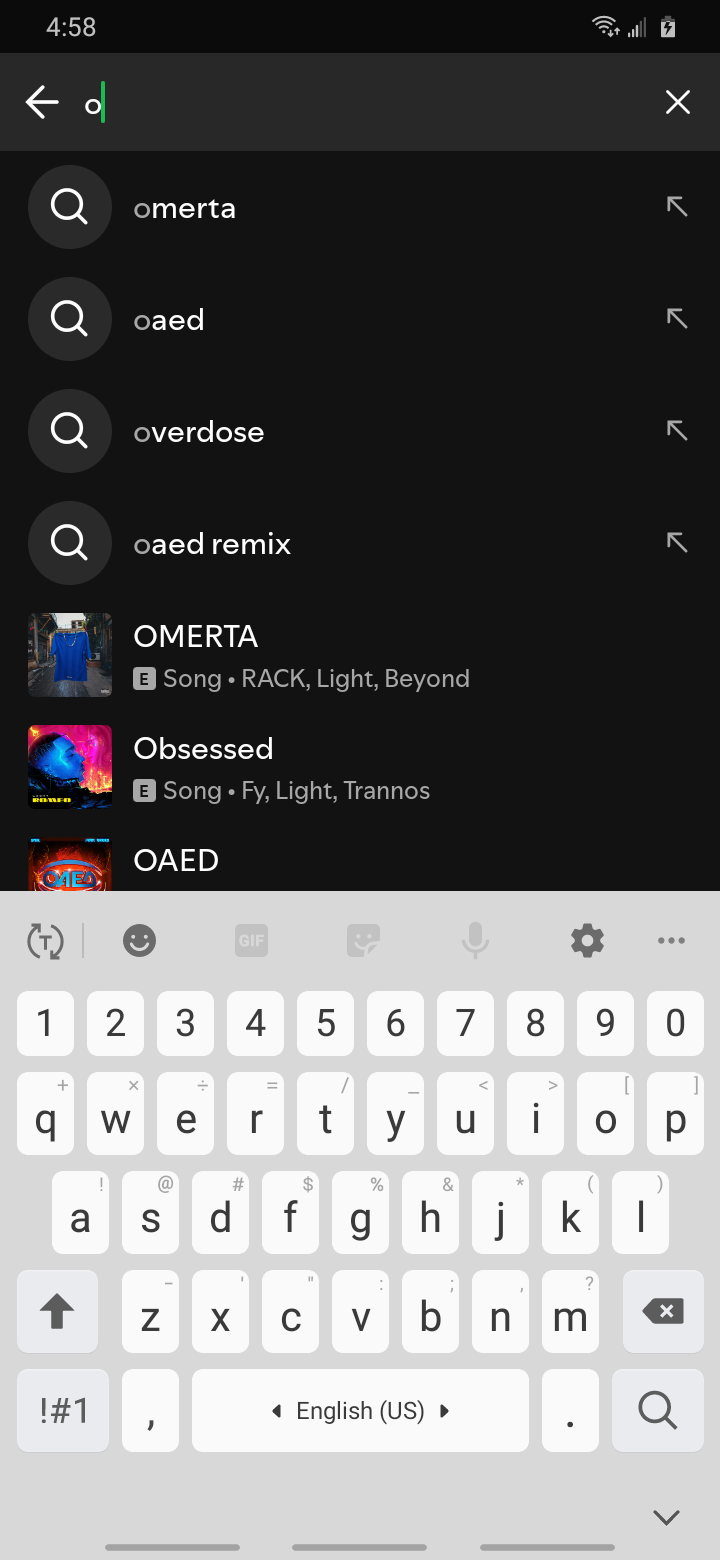 4:58
o
omerta
oaed
overdose
oaed remix
OMERTA
E Song • RACK, Light, Beyond
Obsessed
E Song • Fy, Light, Trannos
OAED
T GIF
1 2 3 4 5 6 7 8 9 0
+ × ÷ = / _ < > [ ]
q w e r t y u i o p
! @ # $ % & * ( )
a s d f g h j k l
- ' " : ; , ?
z x c v b n m
!#1 , English (US) .